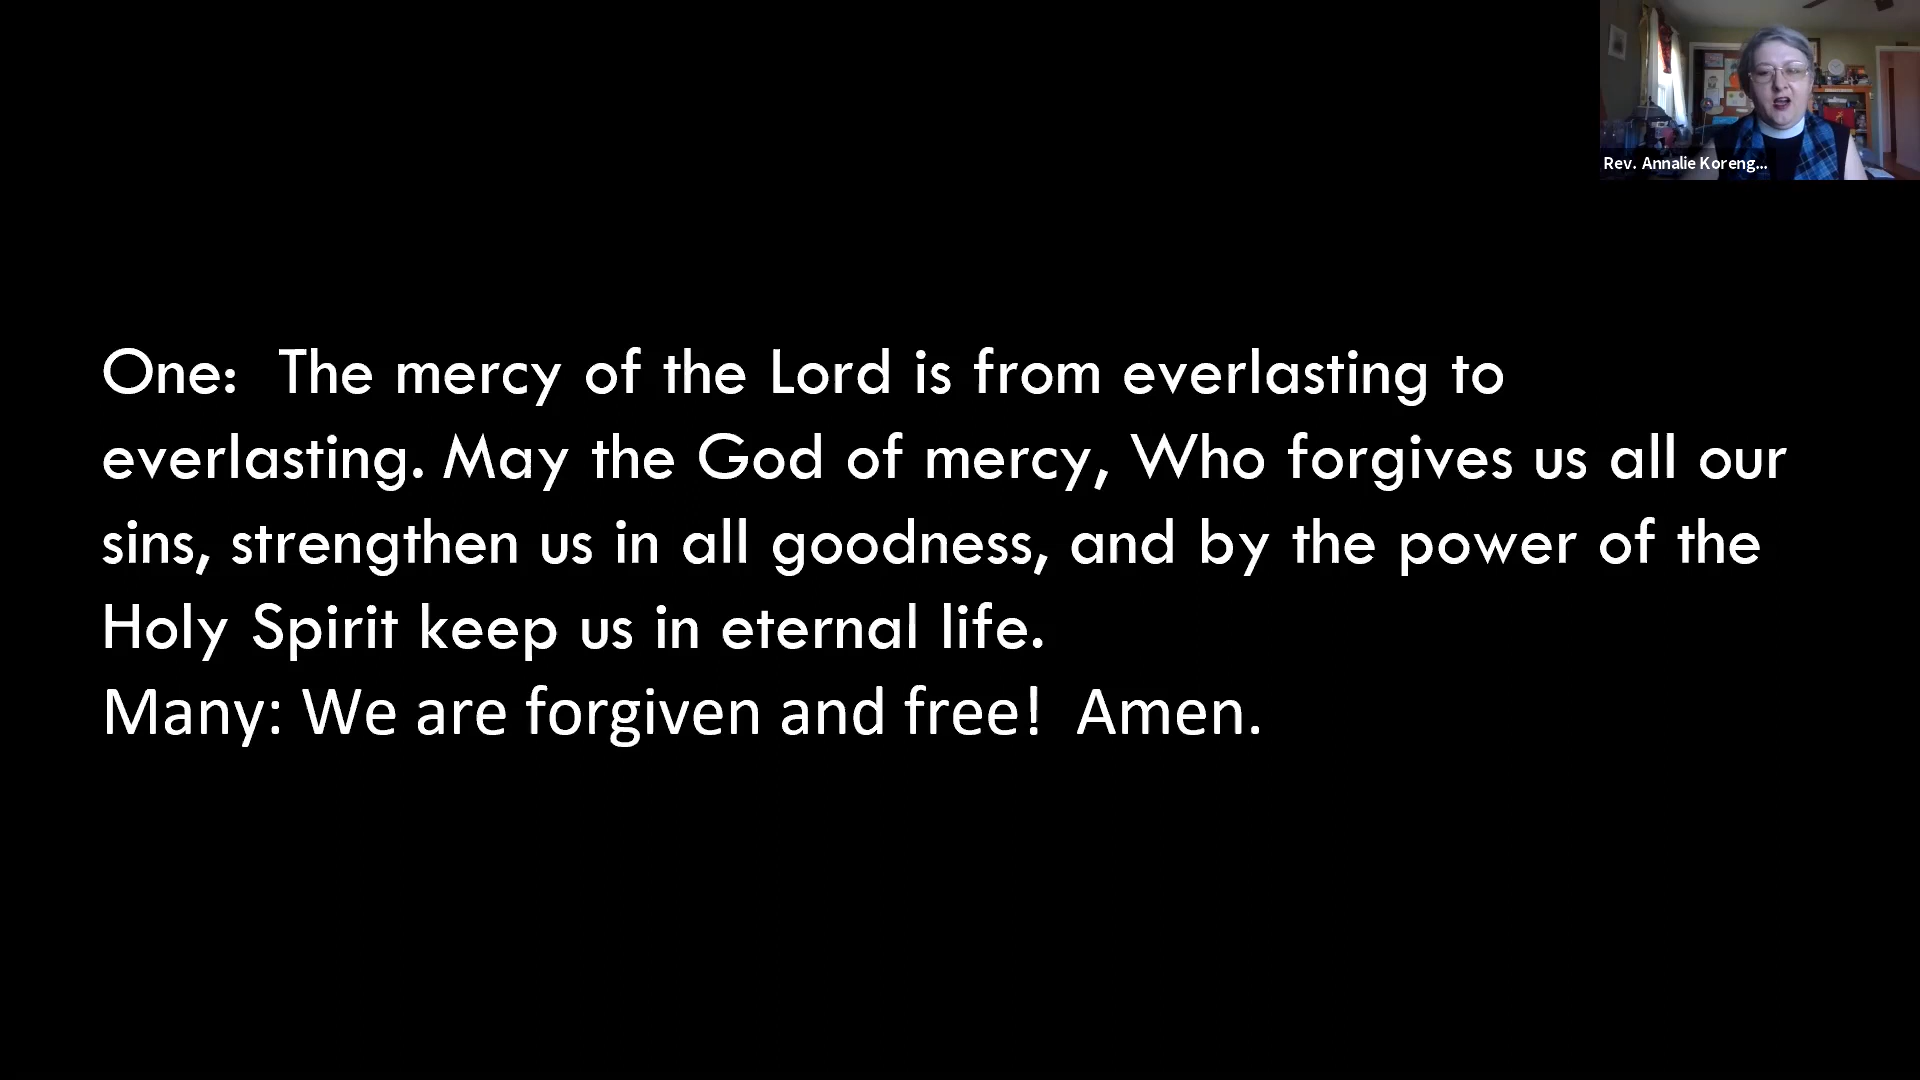 Rev. Annalie Koreng...
One:  The mercy of the Lord is from everlasting to
everlasting. May the God of mercy, Who forgives us all our
sins, strengthen us in all goodness, and by the power of the
Holy Spirit keep us in eternal life.
Many: We are forgiven and free!  Amen.